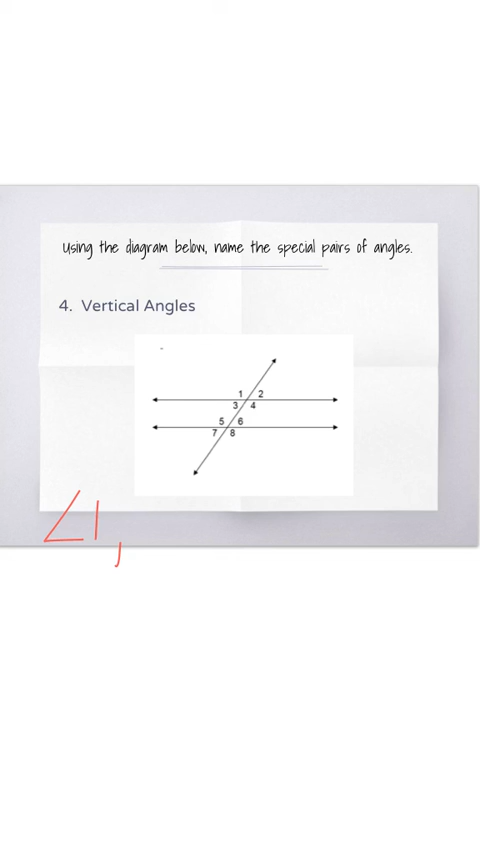 Using the diagram below, name the special pairs of angles.
4. Vertical Angles
1 2
3 4
5 6
7 8
∠1,